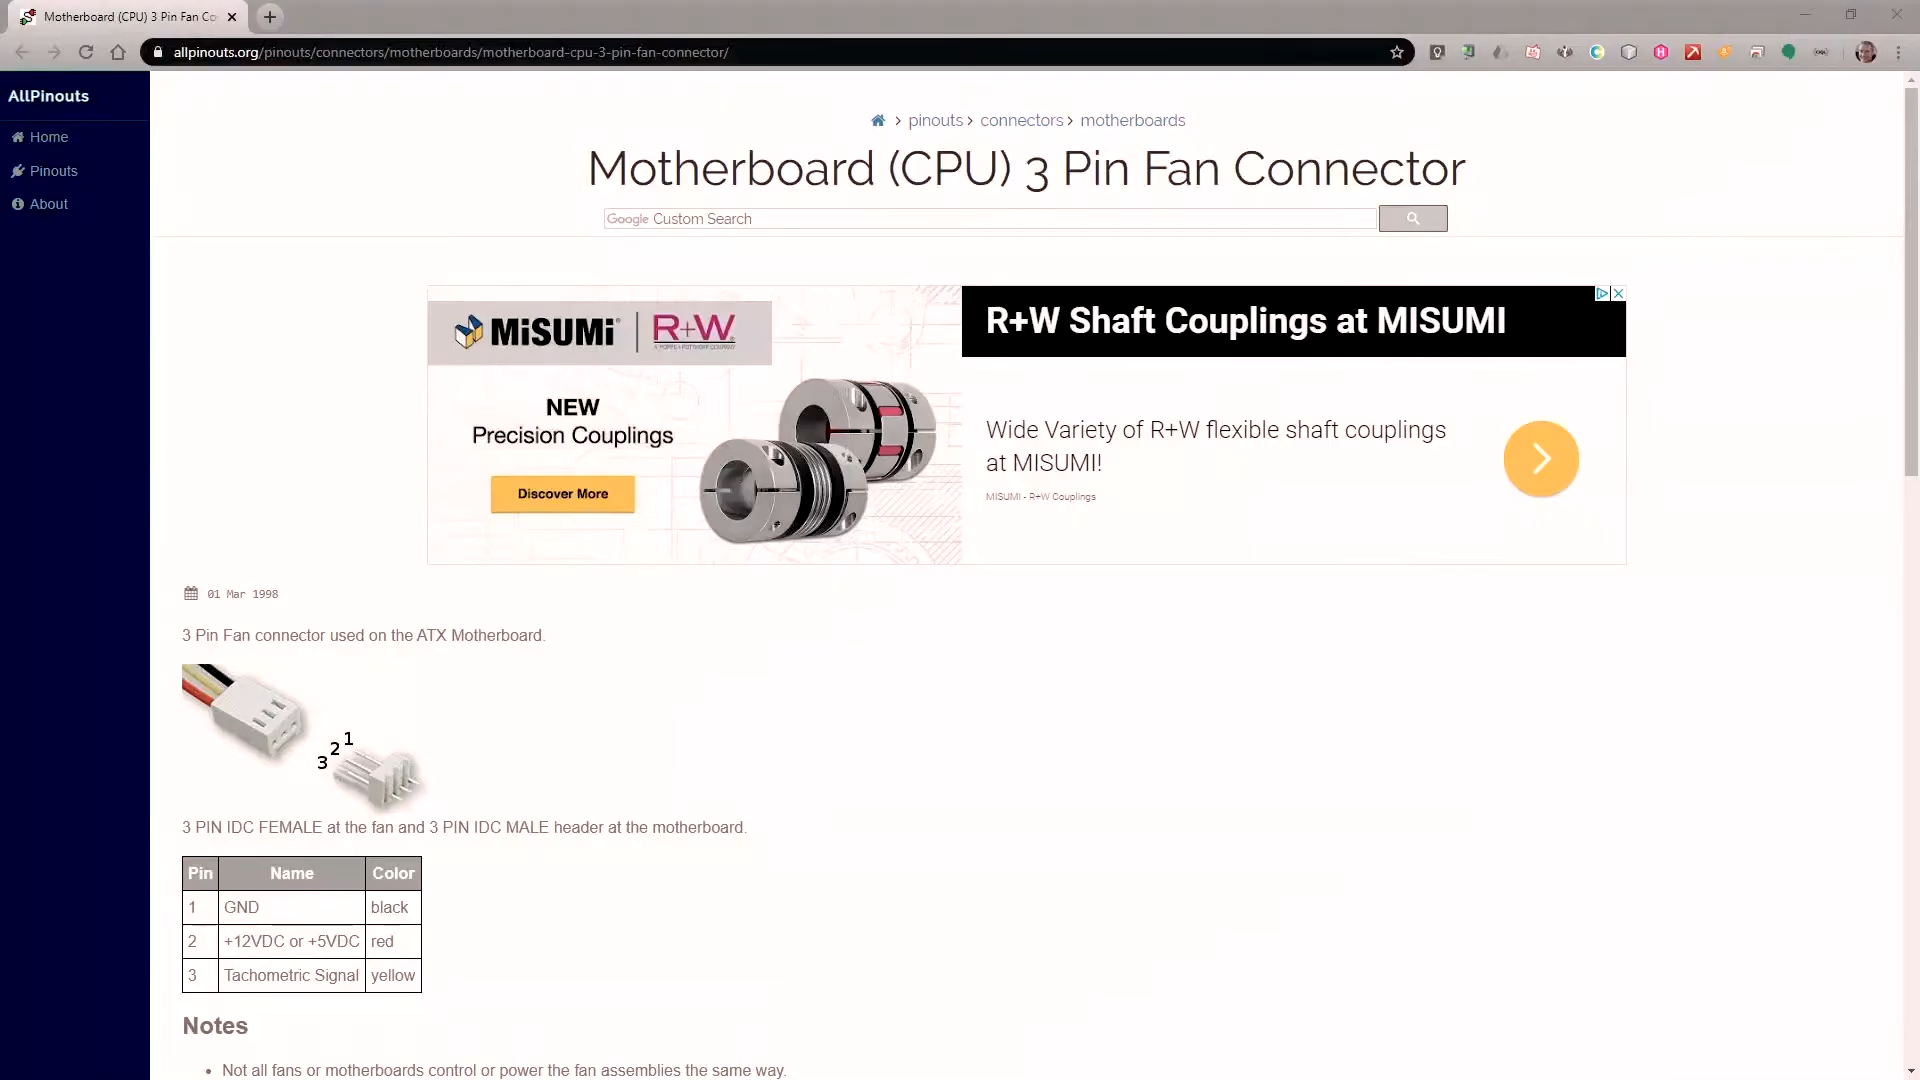 Motherboard (CPU) 3 Pin Fan Co
allpinouts.org/pinouts/connectors/motherboards/motherboard-cpu-3-pin-fan-connector/
AllPinouts
Home
Pinouts
About
pinouts › connectors › motherboards
Motherboard (CPU) 3 Pin Fan Connector
Google Custom Search
MiSUMi R+W
NEW
Precision Couplings
Discover More
R+W Shaft Couplings at MISUMI
Wide Variety of R+W flexible shaft couplings
at MISUMI!
MISUMI - R+W Couplings
01 Mar 1998
3 Pin Fan connector used on the ATX Motherboard.
3 2 1
3 PIN IDC FEMALE at the fan and 3 PIN IDC MALE header at the motherboard.
Pin Name Color
1 GND black
2 +12VDC or +5VDC red
3 Tachometric Signal yellow
Notes
• Not all fans or motherboards control or power the fan assemblies the same way.